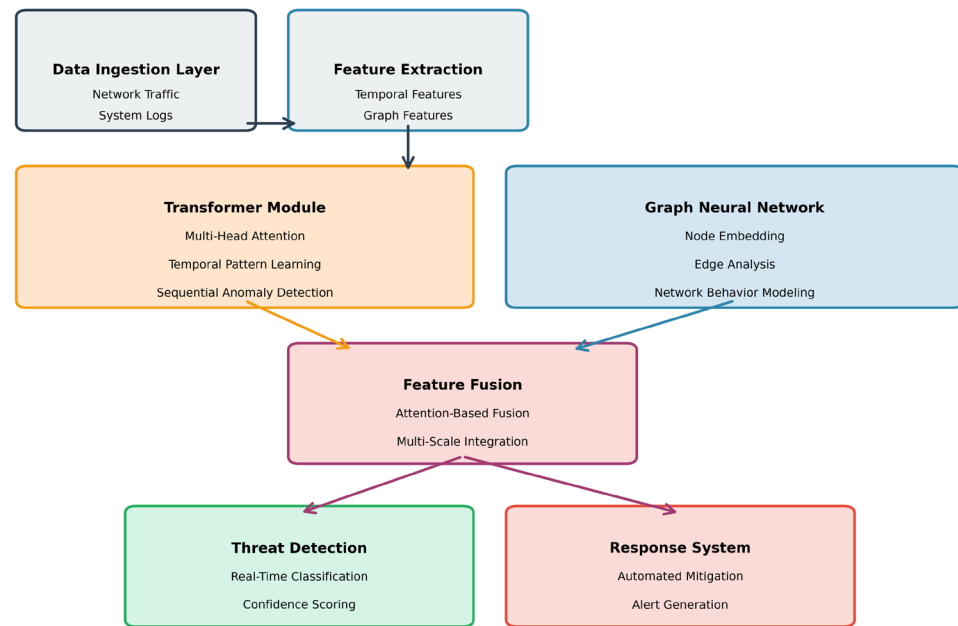 Data Ingestion Layer
Network Traffic
System Logs
Feature Extraction
Temporal Features
Graph Features
Transformer Module
Multi-Head Attention
Temporal Pattern Learning
Sequential Anomaly Detection
Graph Neural Network
Node Embedding
Edge Analysis
Network Behavior Modeling
Feature Fusion
Attention-Based Fusion
Multi-Scale Integration
Threat Detection
Real-Time Classification
Confidence Scoring
Response System
Automated Mitigation
Alert Generation